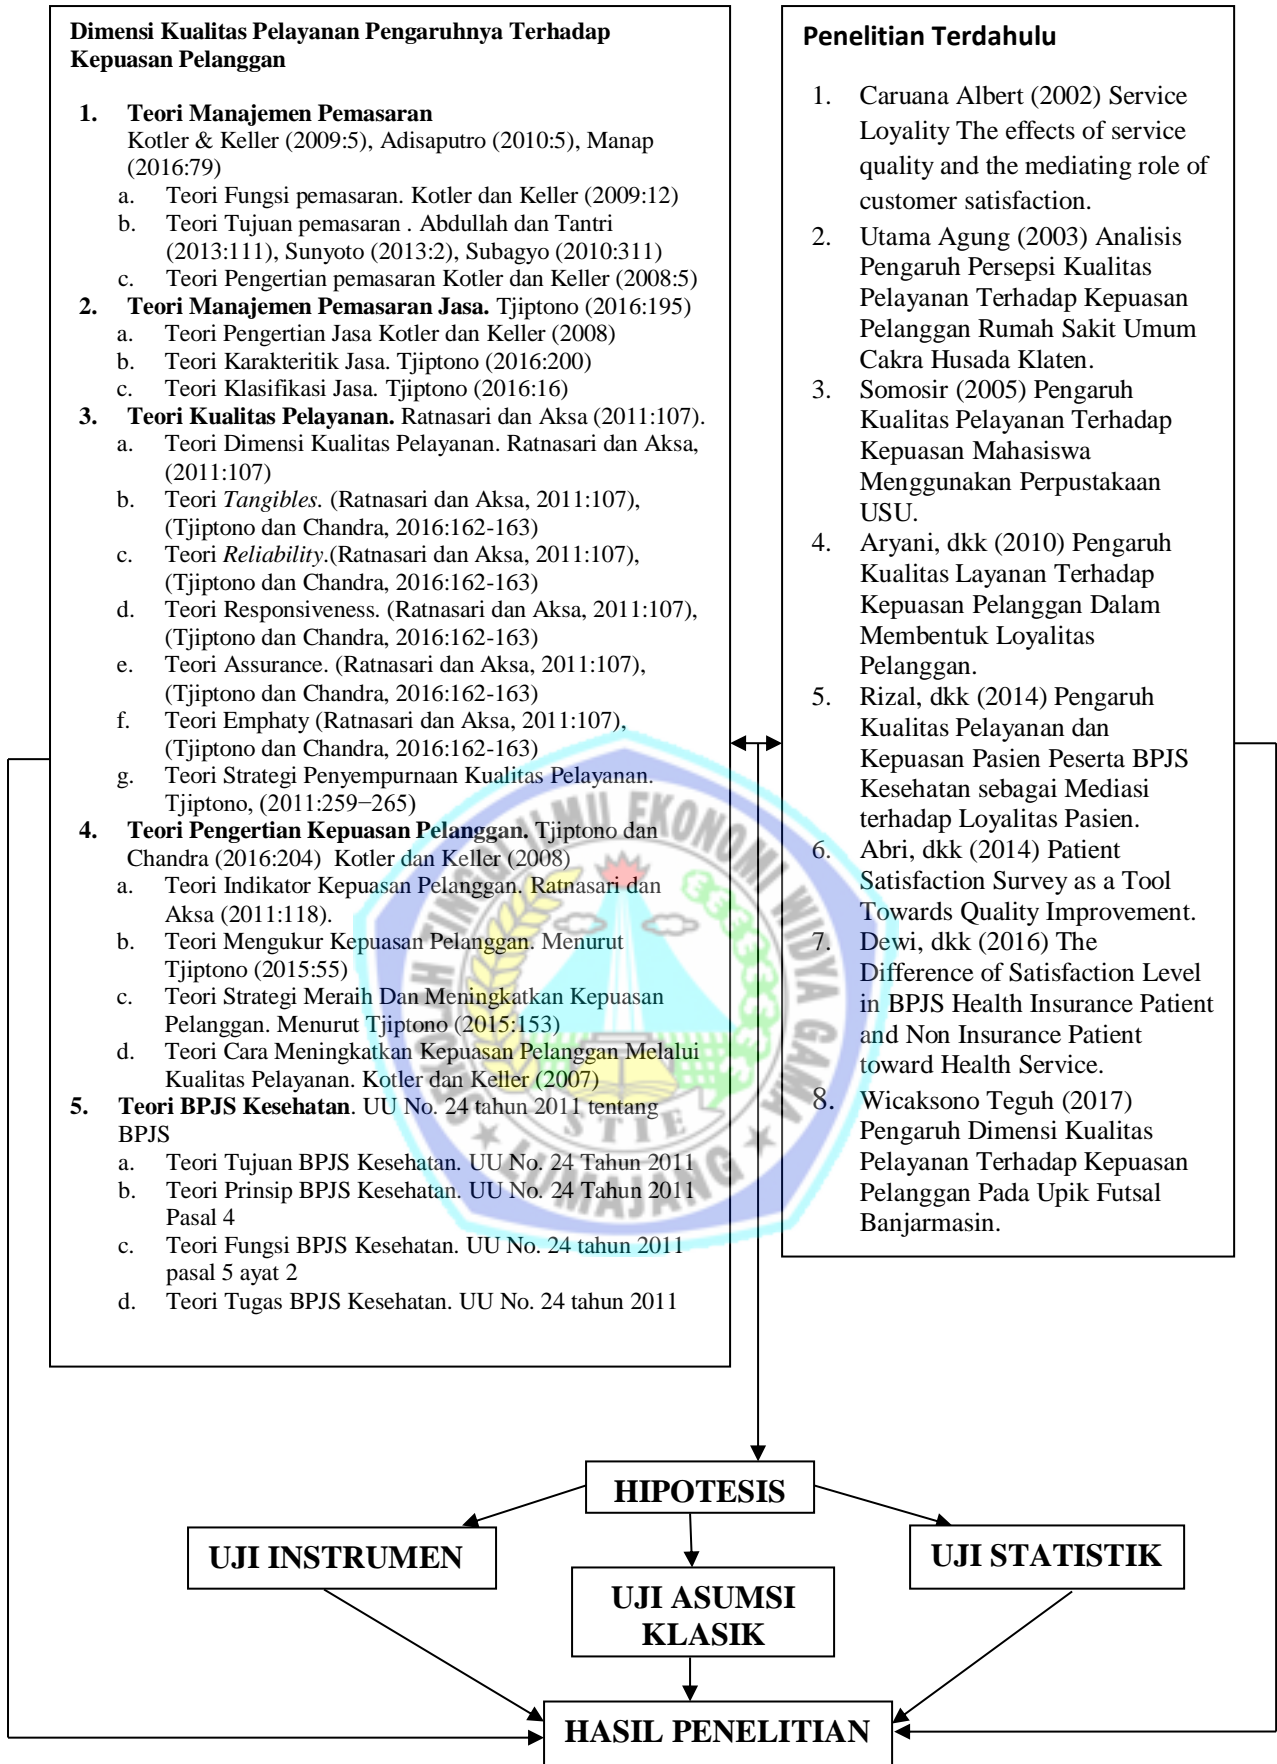 Dimensi Kualitas Pelayanan Pengaruhnya Terhadap
Kepuasan Pelanggan
1. Teori Manajemen Pemasaran
Kotler & Keller (2009:5), Adisaputro (2010:5), Manap
(2016:79)
a. Teori Fungsi pemasaran. Kotler dan Keller (2009:12)
b. Teori Tujuan pemasaran . Abdullah dan Tantri
(2013:111), Sunyoto (2013:2), Subagyo (2010:311)
c. Teori Pengertian pemasaran Kotler dan Keller (2008:5)
2. Teori Manajemen Pemasaran Jasa. Tjiptono (2016:195)
a. Teori Pengertian Jasa Kotler dan Keller (2008)
b. Teori Karakteritik Jasa. Tjiptono (2016:200)
c. Teori Klasifikasi Jasa. Tjiptono (2016:16)
3. Teori Kualitas Pelayanan. Ratnasari dan Aksa (2011:107).
a. Teori Dimensi Kualitas Pelayanan. Ratnasari dan Aksa,
(2011:107)
b. Teori Tangibles. (Ratnasari dan Aksa, 2011:107),
(Tjiptono dan Chandra, 2016:162-163)
c. Teori Reliability.(Ratnasari dan Aksa, 2011:107),
(Tjiptono dan Chandra, 2016:162-163)
d. Teori Responsiveness. (Ratnasari dan Aksa, 2011:107),
(Tjiptono dan Chandra, 2016:162-163)
e. Teori Assurance. (Ratnasari dan Aksa, 2011:107),
(Tjiptono dan Chandra, 2016:162-163)
f. Teori Emphaty (Ratnasari dan Aksa, 2011:107),
(Tjiptono dan Chandra, 2016:162-163)
g. Teori Strategi Penyempurnaan Kualitas Pelayanan.
Tjiptono, (2011:259−265)
4. Teori Pengertian Kepuasan Pelanggan. Tjiptono dan
Chandra (2016:204) Kotler dan Keller (2008)
a. Teori Indikator Kepuasan Pelanggan. Ratnasari dan
Aksa (2011:118).
b. Teori Mengukur Kepuasan Pelanggan. Menurut
Tjiptono (2015:55)
c. Teori Strategi Meraih Dan Meningkatkan Kepuasan
Pelanggan. Menurut Tjiptono (2015:153)
d. Teori Cara Meningkatkan Kepuasan Pelanggan Melalui
Kualitas Pelayanan. Kotler dan Keller (2007)
5. Teori BPJS Kesehatan. UU No. 24 tahun 2011 tentang
BPJS
a. Teori Tujuan BPJS Kesehatan. UU No. 24 Tahun 2011
b. Teori Prinsip BPJS Kesehatan. UU No. 24 Tahun 2011
Pasal 4
c. Teori Fungsi BPJS Kesehatan. UU No. 24 tahun 2011
pasal 5 ayat 2
d. Teori Tugas BPJS Kesehatan. UU No. 24 tahun 2011
Penelitian Terdahulu
1. Caruana Albert (2002) Service
Loyality The effects of service
quality and the mediating role of
customer satisfaction.
2. Utama Agung (2003) Analisis
Pengaruh Persepsi Kualitas
Pelayanan Terhadap Kepuasan
Pelanggan Rumah Sakit Umum
Cakra Husada Klaten.
3. Somosir (2005) Pengaruh
Kualitas Pelayanan Terhadap
Kepuasan Mahasiswa
Menggunakan Perpustakaan
USU.
4. Aryani, dkk (2010) Pengaruh
Kualitas Layanan Terhadap
Kepuasan Pelanggan Dalam
Membentuk Loyalitas
Pelanggan.
5. Rizal, dkk (2014) Pengaruh
Kualitas Pelayanan dan
Kepuasan Pasien Peserta BPJS
Kesehatan sebagai Mediasi
terhadap Loyalitas Pasien.
6. Abri, dkk (2014) Patient
Satisfaction Survey as a Tool
Towards Quality Improvement.
7. Dewi, dkk (2016) The
Difference of Satisfaction Level
in BPJS Health Insurance Patient
and Non Insurance Patient
toward Health Service.
8. Wicaksono Teguh (2017)
Pengaruh Dimensi Kualitas
Pelayanan Terhadap Kepuasan
Pelanggan Pada Upik Futsal
Banjarmasin.
SEKOLAH TINGGI ILMU EKONOMI WIDYA GAMA
STIE
LUMAJANG
HIPOTESIS
UJI INSTRUMEN
UJI STATISTIK
UJI ASUMSI
KLASIK
HASIL PENELITIAN